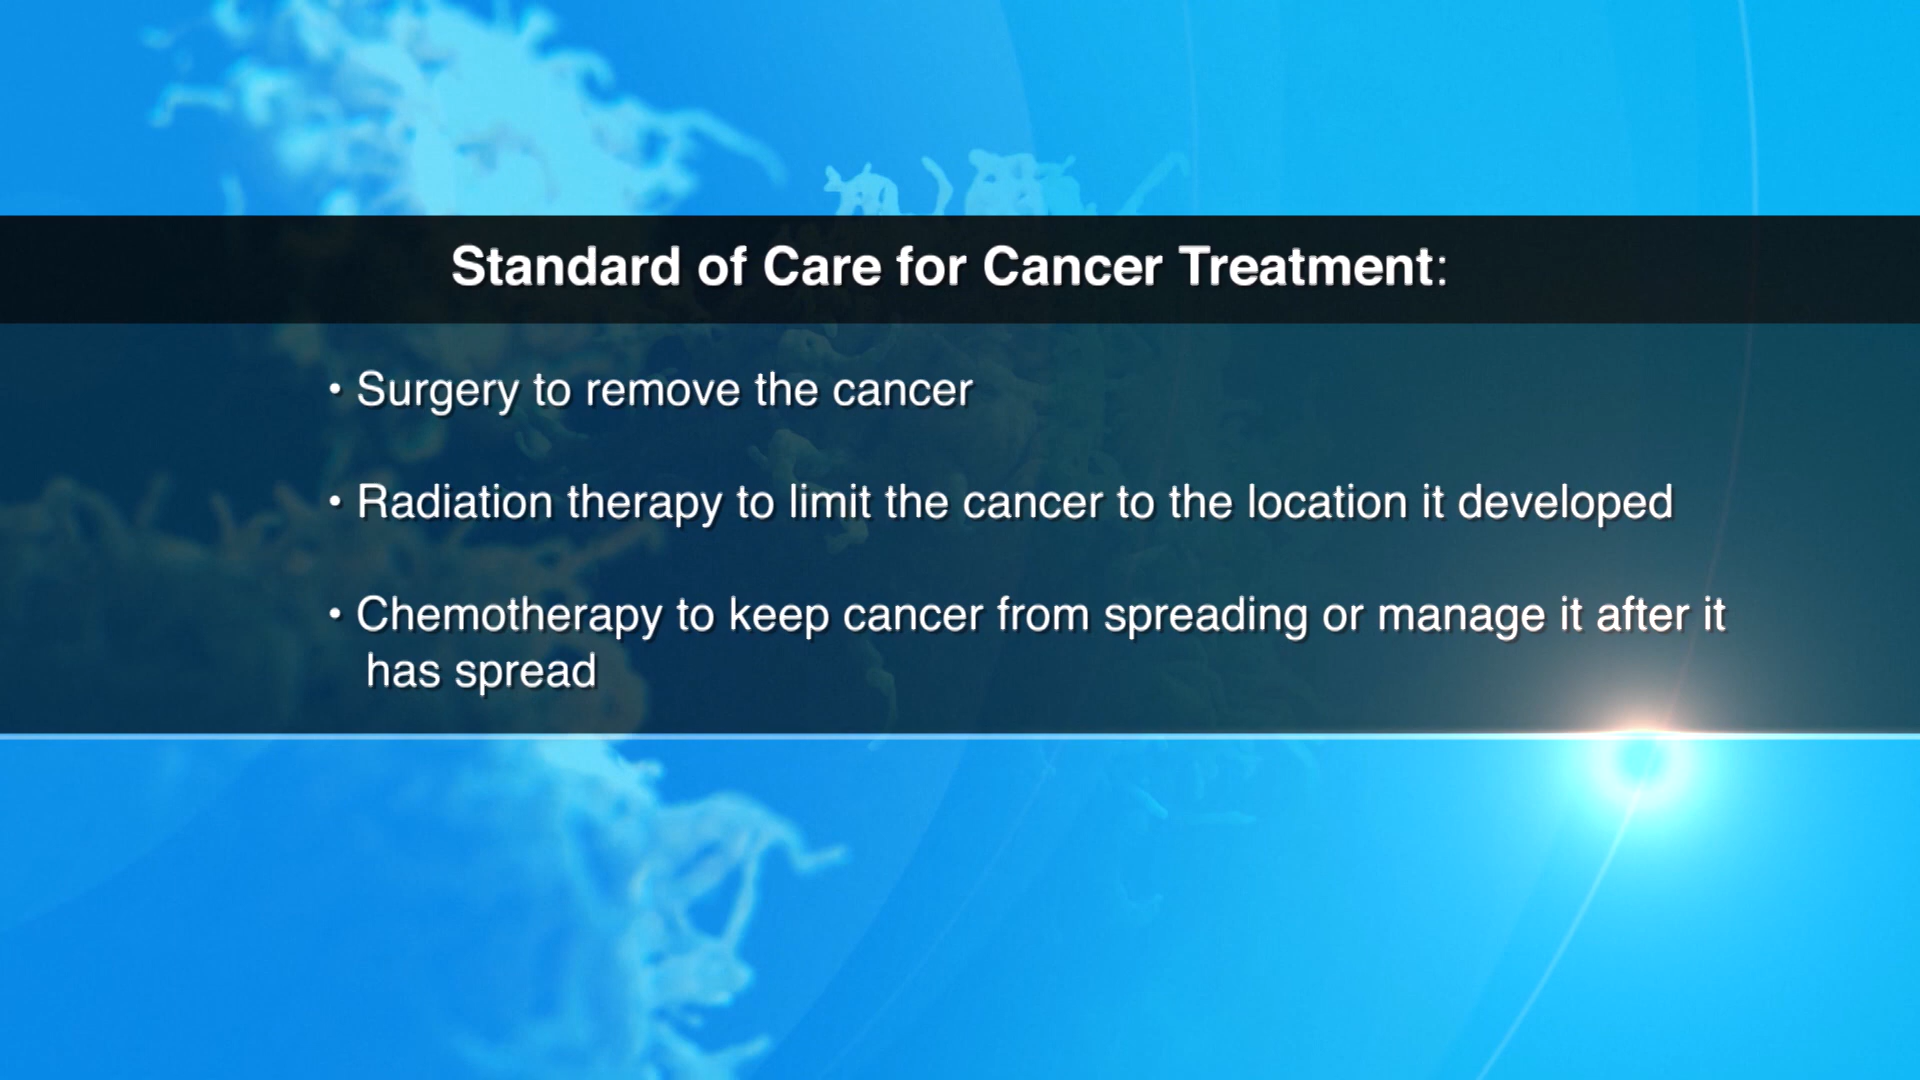 Standard of Care for Cancer Treatment:
• Surgery to remove the cancer
• Radiation therapy to limit the cancer to the location it developed
• Chemotherapy to keep cancer from spreading or manage it after it
has spread